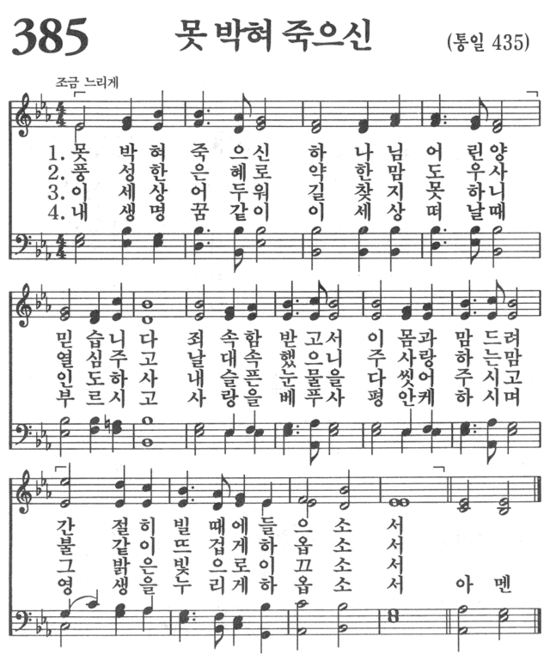 385 못 박혀 죽으신 (통일 435)
조금 느리게
1. 못 박 혀 죽 으 신 하 나 님 어 린 양
2. 풍 성 한 은 혜 로 약 한 맘 도 우 사
3. 이 세 상 어 두 워 길 찾 지 못 하 니
4. 내 생 명 꿈 같 이 이 세 상 떠 날 때
믿 습 니 다 죄 속 함 받 고 서 이 몸 과 맘 드 려
열 심 주 고 날 대 속 했 으 니 주 사 랑 하 는 맘
인 도 하 사 내 슬 픈 눈 물 을 다 씻 어 주 시 고
부 르 시 고 사 랑 을 베 푸 사 평 안 케 하 시 며
간 절 히 빌 때 에 들 으 소 서
불 같 이 뜨 겁 게 하 옵 소 서
그 밝 은 빛 으 로 이 끄 소 서
영 생 을 누 리 게 하 옵 소 서 아 멘